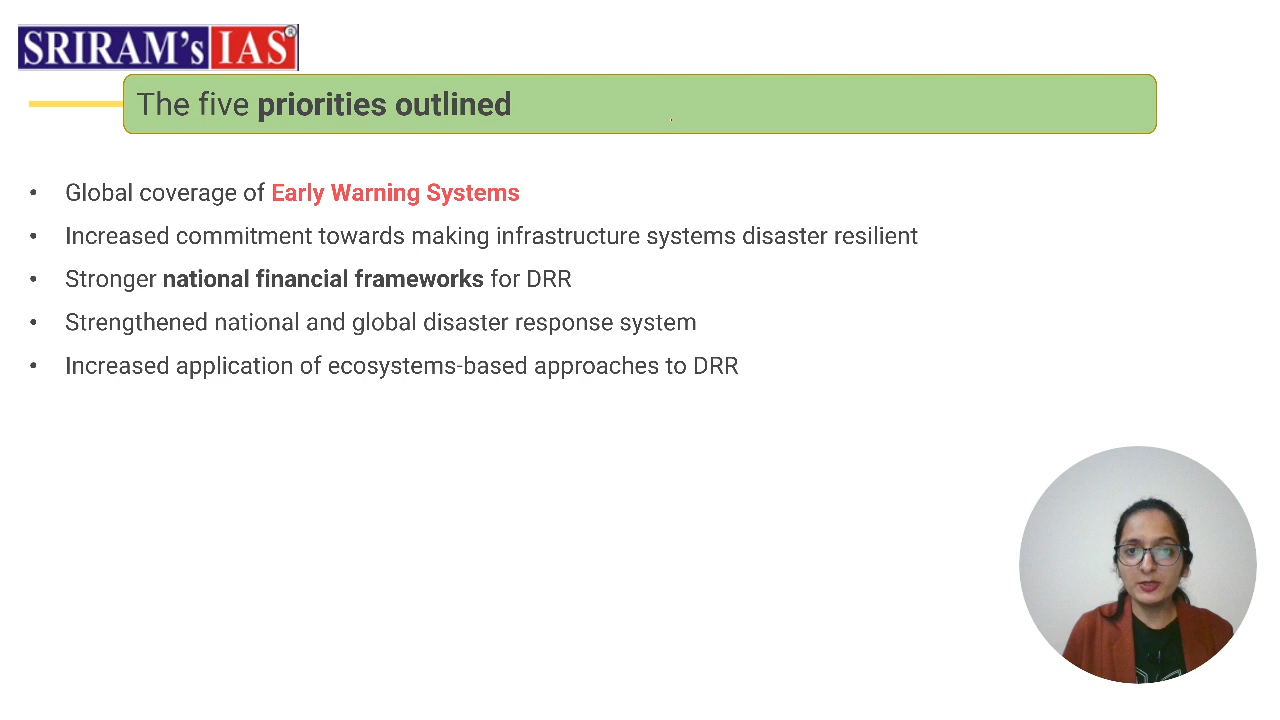 SRIRAM's IAS ®
The five priorities outlined
• Global coverage of Early Warning Systems
• Increased commitment towards making infrastructure systems disaster resilient
• Stronger national financial frameworks for DRR
• Strengthened national and global disaster response system
• Increased application of ecosystems-based approaches to DRR